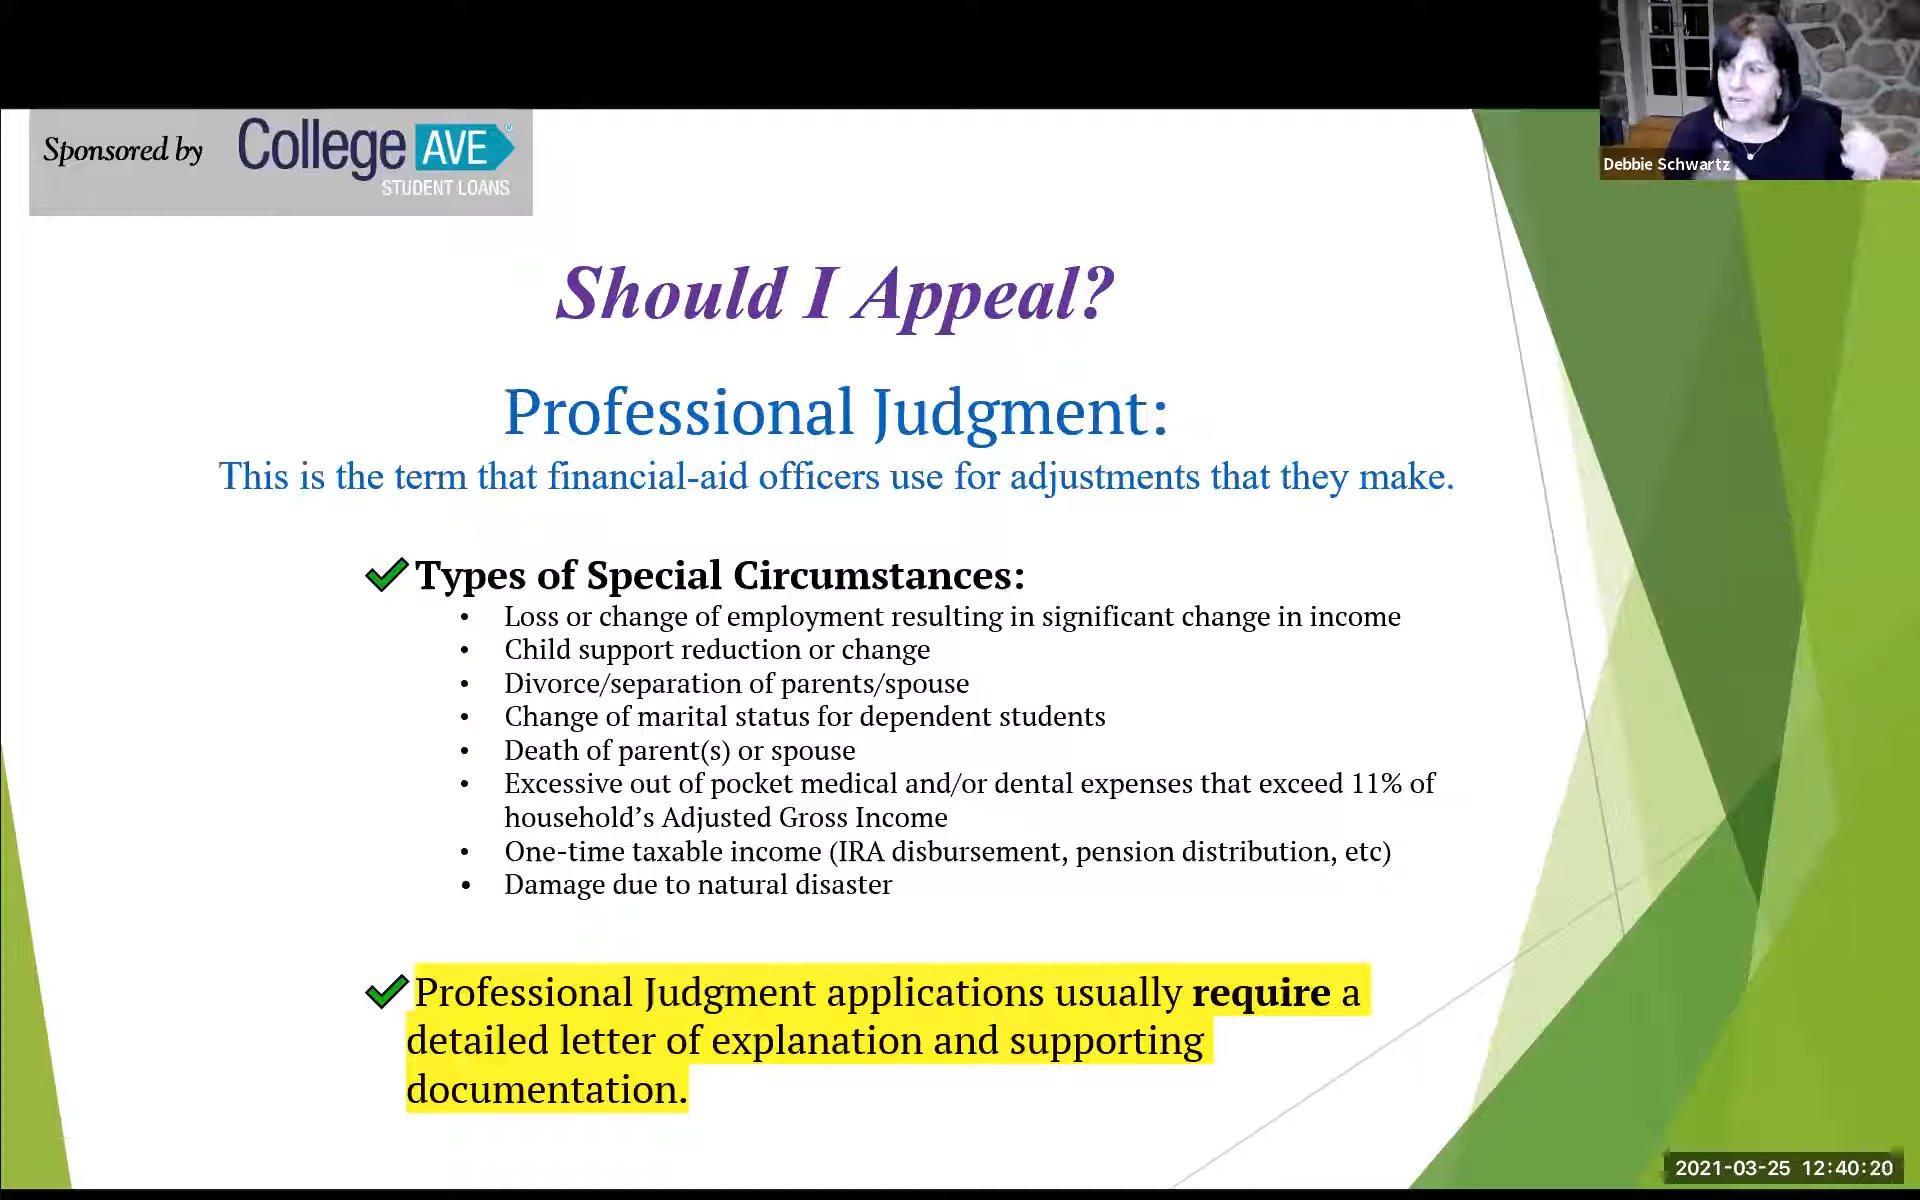 Sponsored by College AVE
STUDENT LOANS
Debbie Schwartz
Should I Appeal?
Professional Judgment:
This is the term that financial-aid officers use for adjustments that they make.
Types of Special Circumstances:
• Loss or change of employment resulting in significant change in income
• Child support reduction or change
• Divorce/separation of parents/spouse
• Change of marital status for dependent students
• Death of parent(s) or spouse
• Excessive out of pocket medical and/or dental expenses that exceed 11% of
household’s Adjusted Gross Income
• One-time taxable income (IRA disbursement, pension distribution, etc)
• Damage due to natural disaster
Professional Judgment applications usually require a
detailed letter of explanation and supporting
documentation.
2021-03-25 12:40:20